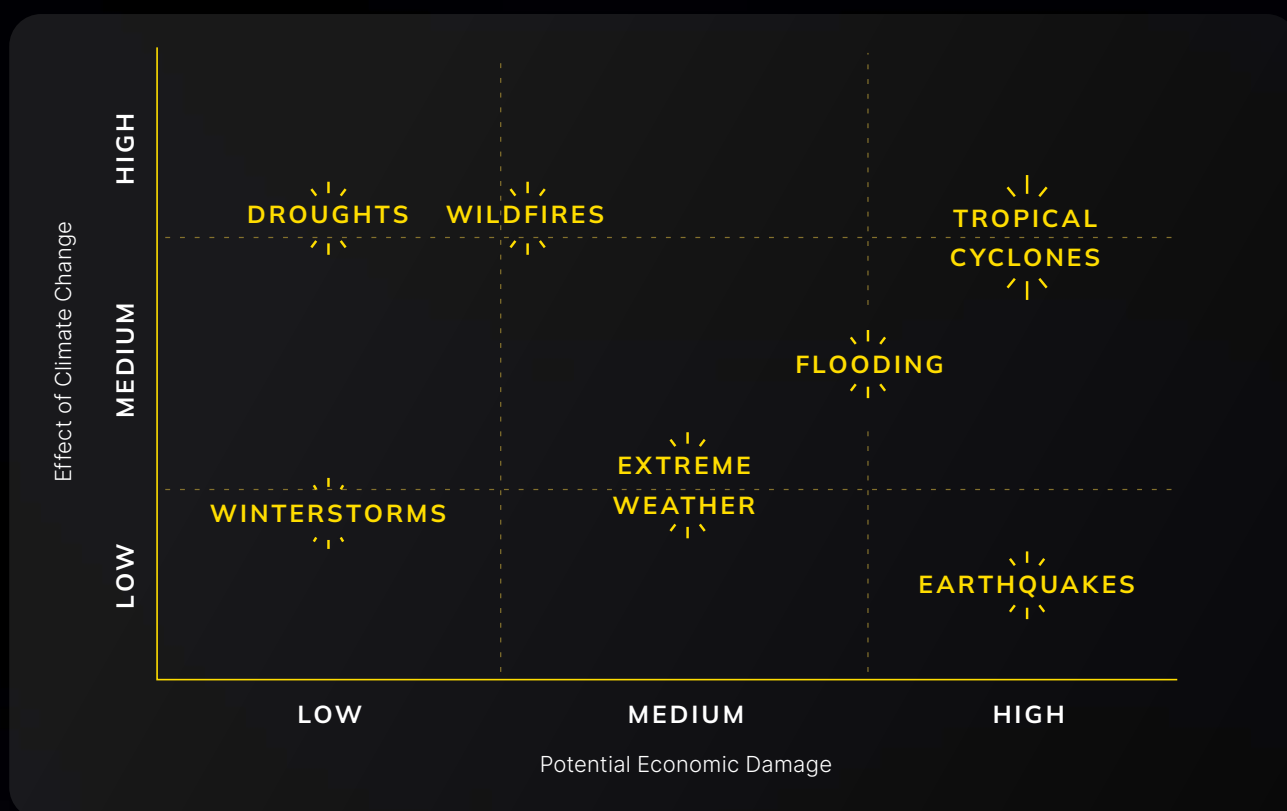 Effect of Climate Change
HIGH
MEDIUM
LOW
DROUGHTS
WILDFIRES
TROPICAL
CYCLONES
FLOODING
EXTREME
WEATHER
WINTERSTORMS
EARTHQUAKES
LOW
MEDIUM
HIGH
Potential Economic Damage